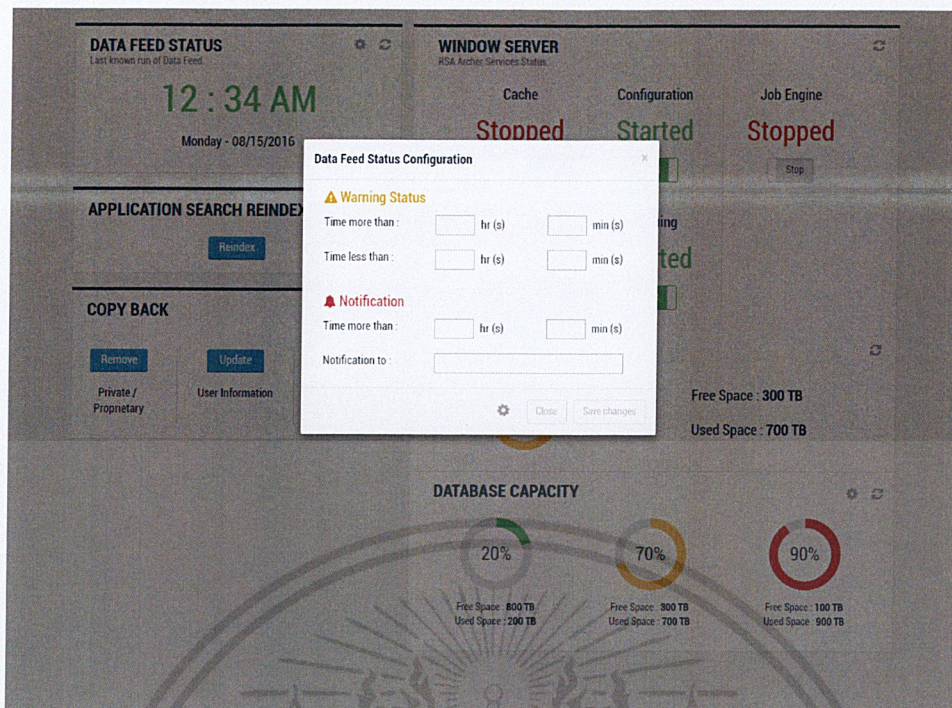 DATA FEED STATUS
Last known run of Data Feed.
12 : 34 AM
Monday - 08/15/2016
APPLICATION SEARCH REINDEX
Reindex
COPY BACK
Remove
Update
Private /
Proprietary
User Information
WINDOW SERVER
RSA Archer Services Status.
Cache
Configuration
Job Engine
Stopped
Started
Stopped
Stop
Data Feed Status Configuration
×
Warning Status
Time more than :
hr (s)
min (s)
Time less than :
hr (s)
min (s)
Notification
Time more than :
hr (s)
min (s)
Notification to :
Close
Save changes
Free Space : 300 TB
Used Space : 700 TB
DATABASE CAPACITY
20%
70%
90%
Free Space : 800 TB
Used Space : 200 TB
Free Space : 300 TB
Used Space : 700 TB
Free Space : 100 TB
Used Space : 900 TB